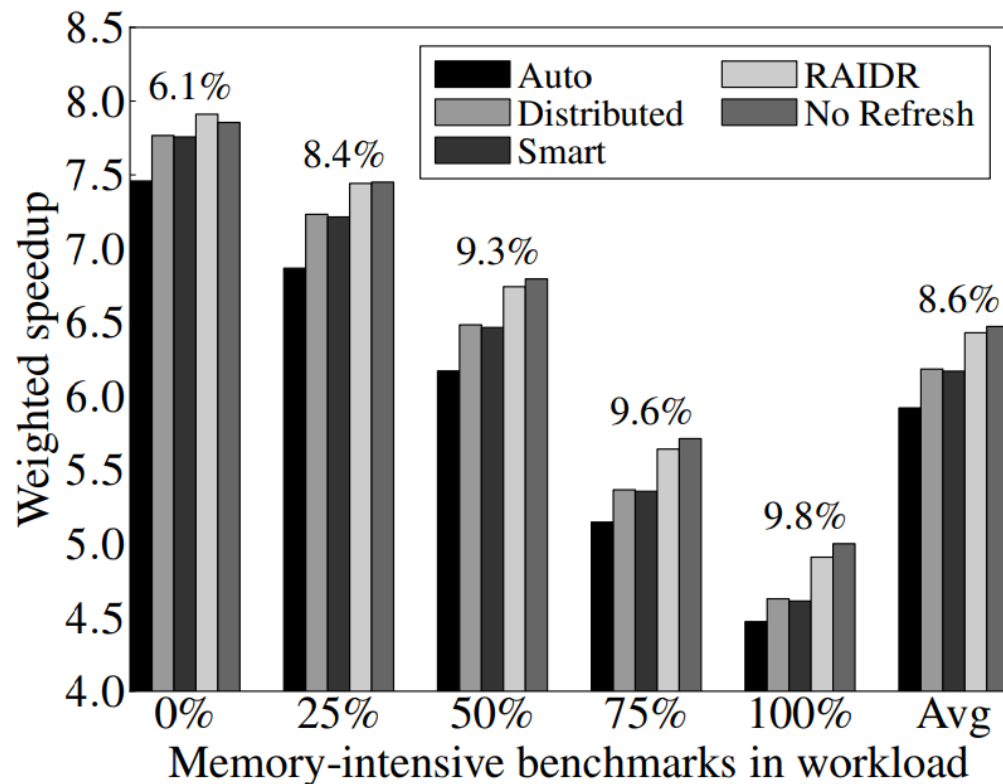 8.5
8.0
7.5
7.0
6.5
6.0
5.5
5.0
4.5
4.0
Weighted speedup
Auto
Distributed
Smart
RAIDR
No Refresh
6.1%
8.4%
9.3%
9.6%
9.8%
8.6%
0% 25% 50% 75% 100% Avg
Memory-intensive benchmarks in workload